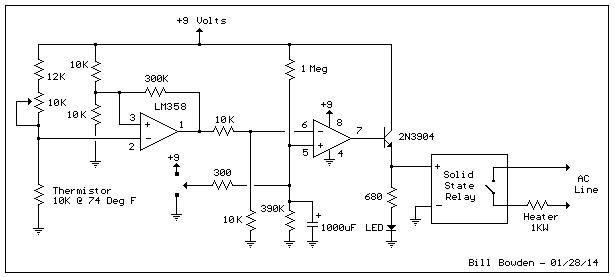 +9 Volts
12K
10K
300K
1 Meg
10K
LM358
10K
+9
10K
3
+
1
6
-
8
7
2N3904
-
2
5
+
4
+9
300
+
Solid
State
Relay
-
AC
Line
Thermistor
10K @ 74 Deg F
680
10K
390K
+
1000uF
LED
Heater
1KW
Bill Bowden - 01/28/14